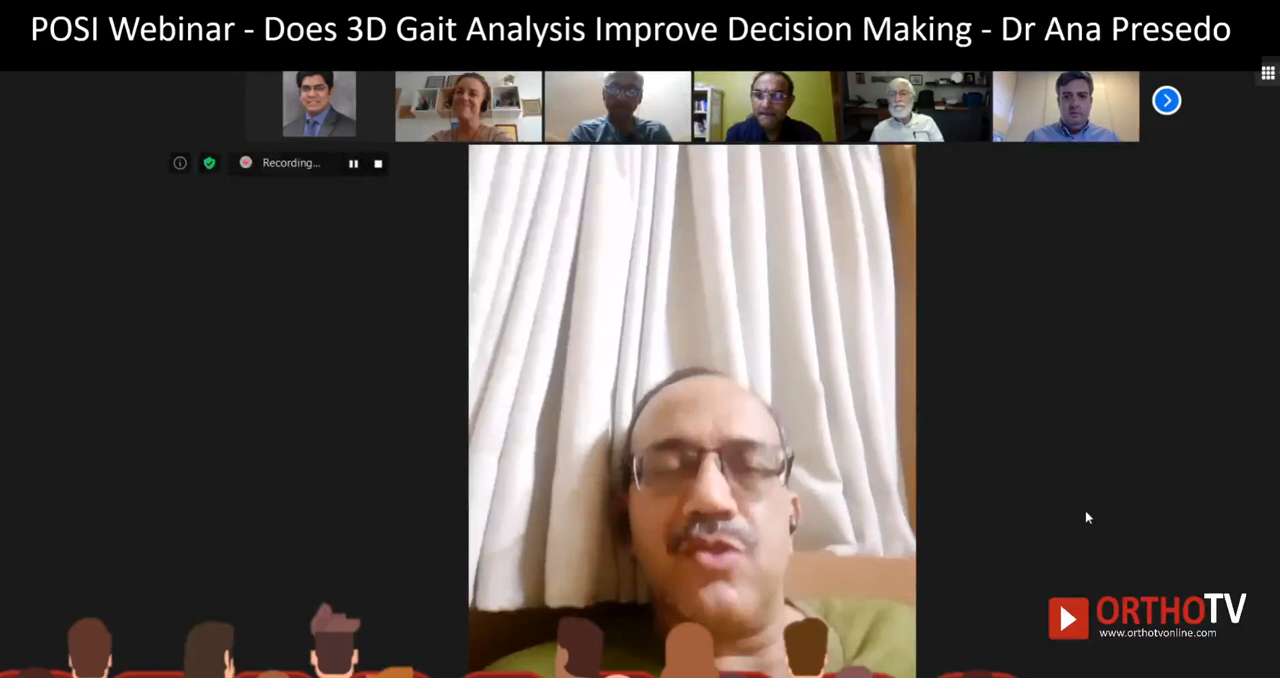 POSI Webinar - Does 3D Gait Analysis Improve Decision Making - Dr Ana Presedo
Recording...
ORTHOTV
www.orthotvonline.com